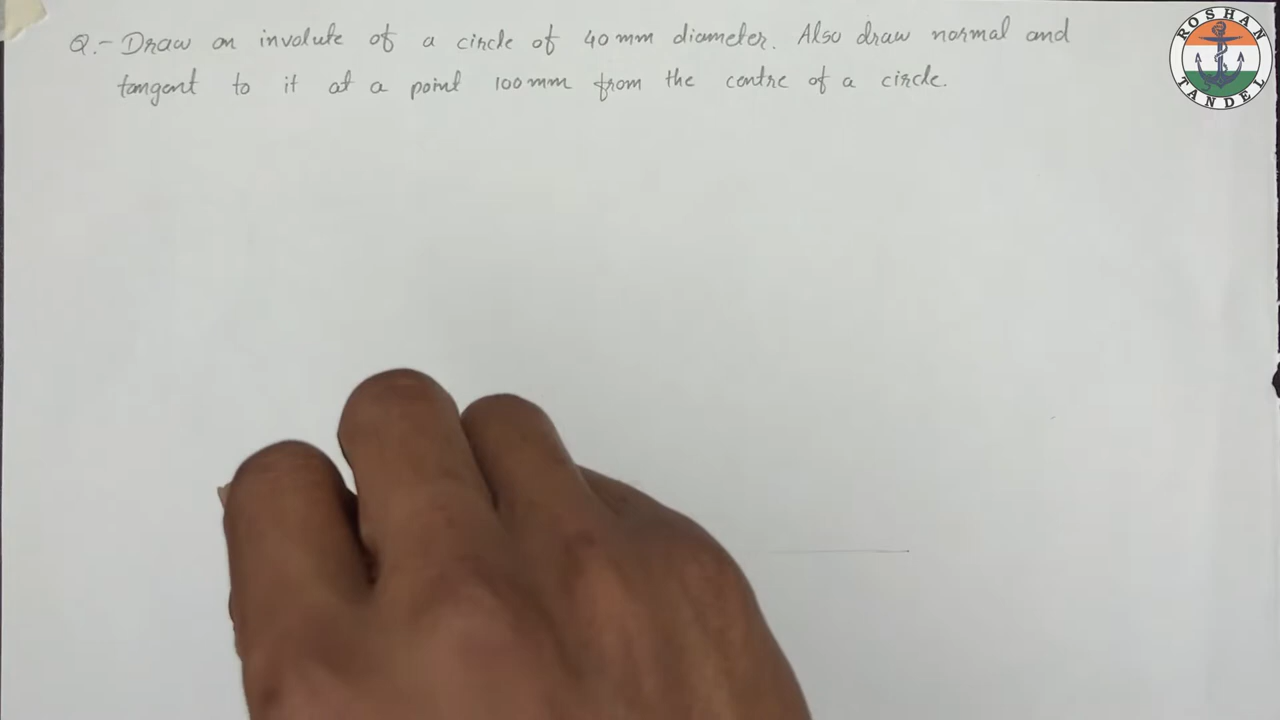 Q.- Draw an involute of a circle of 40 mm diameter. Also draw normal and
tangent to it at a point 100 mm from the centre of a circle.
ROSHAN
TANDEL